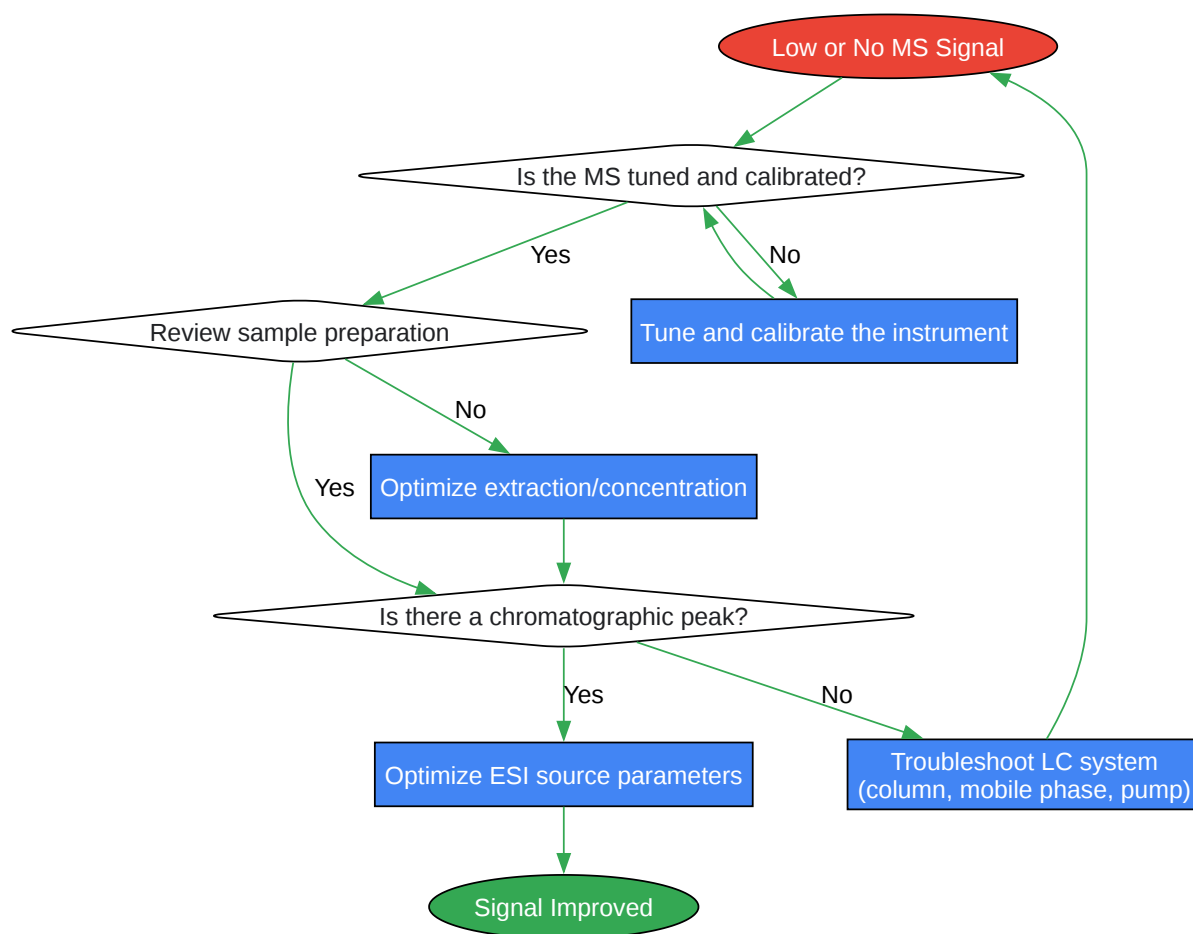 Low or No MS Signal
Is the MS tuned and calibrated?
Yes
No
Review sample preparation
Tune and calibrate the instrument
No
Yes
Optimize extraction/concentration
Is there a chromatographic peak?
Yes
No
Optimize ESI source parameters
Troubleshoot LC system
(column, mobile phase, pump)
Signal Improved